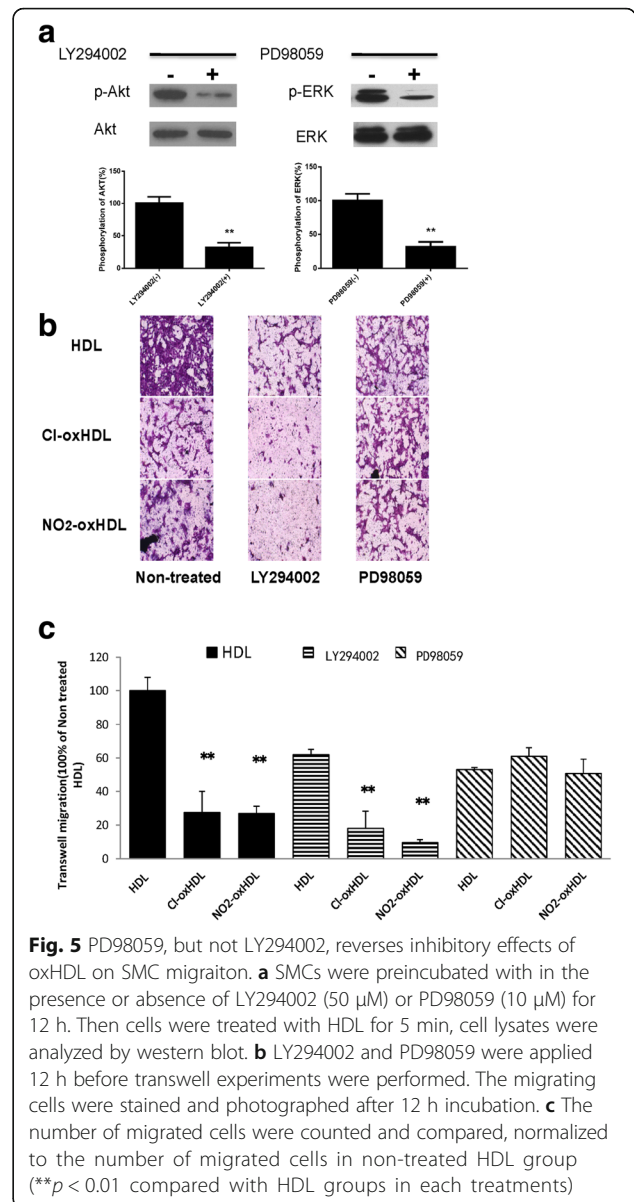 a
LY294002 PD98059
- + - +
p-Akt p-ERK
Akt ERK
Phosphorylation of AKT(%)
100
75
50
25
0
**
LY294002(-) LY294002(+)
Phosphorylation of ERK(%)
100
75
50
25
0
**
PD98059(-) PD98059(+)
b
HDL
Cl-oxHDL
NO2-oxHDL
Non-treated LY294002 PD98059
c
HDL LY294002 PD98059
Transwell migration(100% of Non treated
HDL)
120
100
80
60
40
20
0
** ** ** **
HDL Cl-oxHDL NO2-oxHDL HDL Cl-oxHDL NO2-oxHDL HDL Cl-oxHDL NO2-oxHDL
Fig. 5 PD98059, but not LY294002, reverses inhibitory effects of
oxHDL on SMC migraiton. a SMCs were preincubated with in the
presence or absence of LY294002 (50 μM) or PD98059 (10 μM) for
12 h. Then cells were treated with HDL for 5 min, cell lysates were
analyzed by western blot. b LY294002 and PD98059 were applied
12 h before transwell experiments were performed. The migrating
cells were stained and photographed after 12 h incubation. c The
number of migrated cells were counted and compared, normalized
to the number of migrated cells in non-treated HDL group
(**p < 0.01 compared with HDL groups in each treatments)